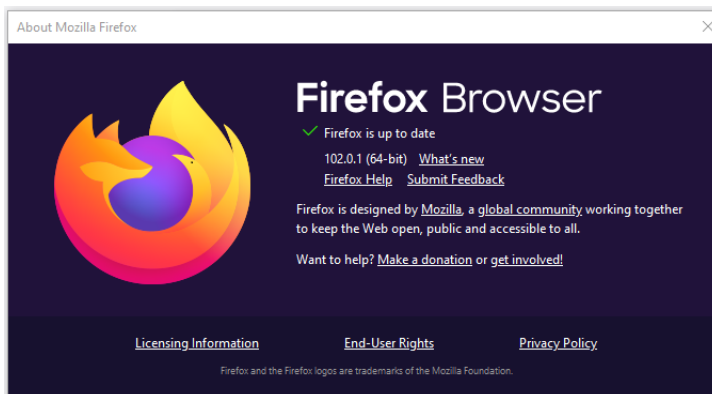 About Mozilla Firefox
Firefox Browser
Firefox is up to date
102.0.1 (64-bit) What's new
Firefox Help Submit Feedback
Firefox is designed by Mozilla, a global community working together
to keep the Web open, public and accessible to all.
Want to help? Make a donation or get involved!
Licensing Information End-User Rights Privacy Policy
Firefox and the Firefox logos are trademarks of the Mozilla Foundation.